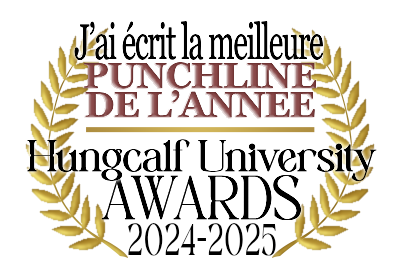 J'ai écrit la meilleure
PUNCHLINE
DE L'ANNEE
Hungcalf University
AWARDS
2024-2025